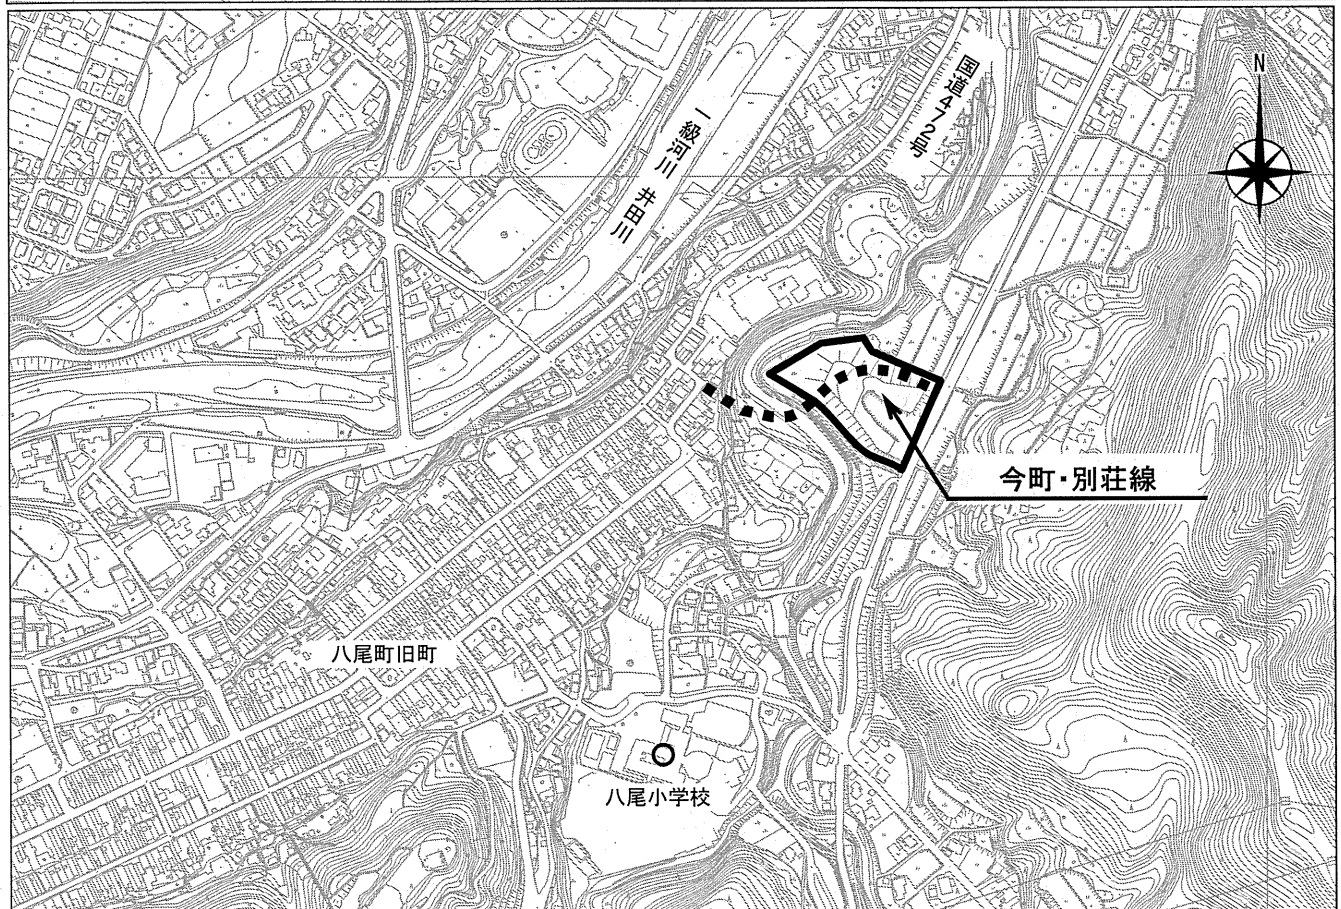 N
国道472号
一級河川 井田川
今町・別荘線
八尾町旧町
八尾小学校